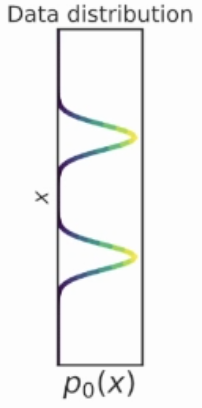 Data distribution
x
p₀(x)